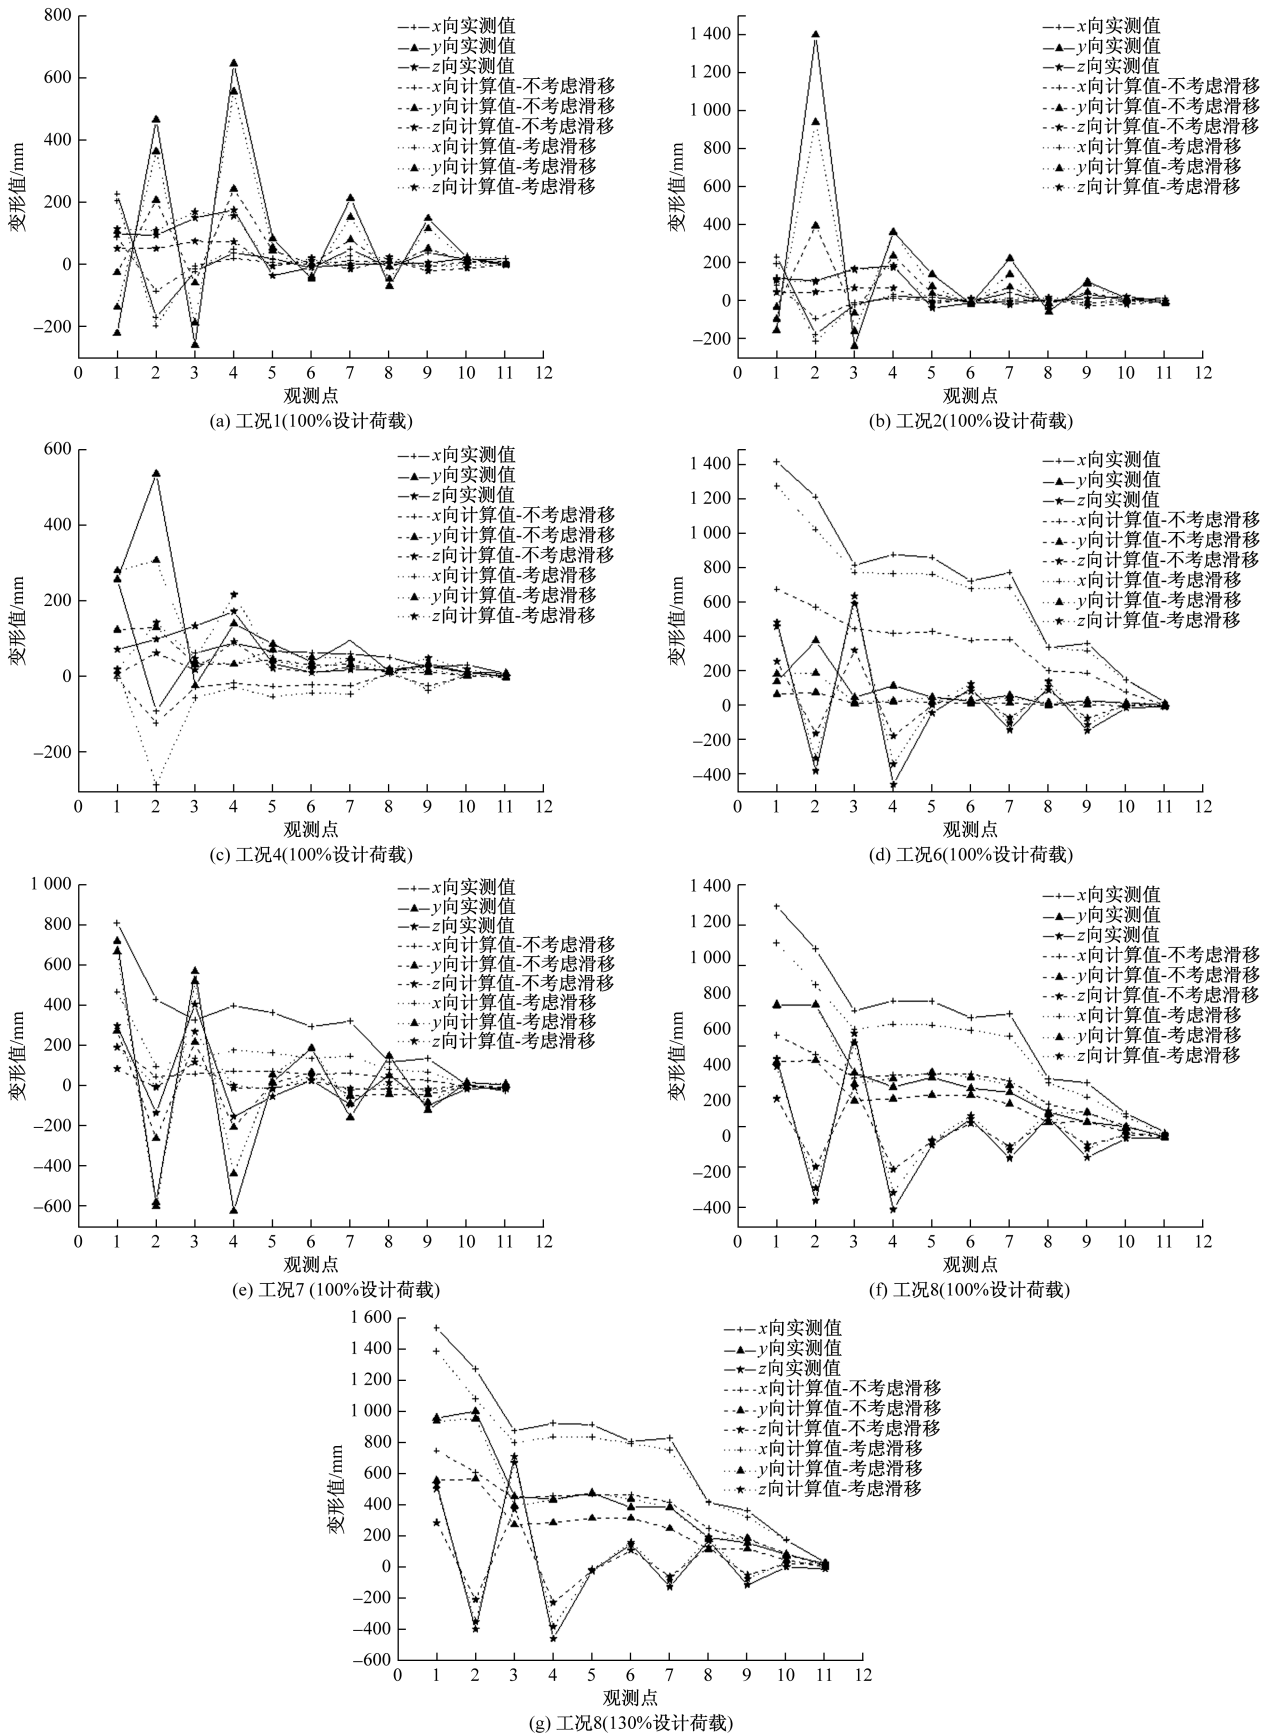 800
600
400
200
0
−200
变形值/mm
x向实测值
y向实测值
z向实测值
x向计算值-不考虑滑移
y向计算值-不考虑滑移
z向计算值-不考虑滑移
x向计算值-考虑滑移
y向计算值-考虑滑移
z向计算值-考虑滑移
0 1 2 3 4 5 6 7 8 9 10 11 12
观测点
(a) 工况1(100%设计荷载)
1 400
1 200
1 000
800
600
400
200
0
−200
变形值/mm
x向实测值
y向实测值
z向实测值
x向计算值-不考虑滑移
y向计算值-不考虑滑移
z向计算值-不考虑滑移
x向计算值-考虑滑移
y向计算值-考虑滑移
z向计算值-考虑滑移
0 1 2 3 4 5 6 7 8 9 10 11 12
观测点
(b) 工况2(100%设计荷载)
600
400
200
0
−200
变形值/mm
x向实测值
y向实测值
z向实测值
x向计算值-不考虑滑移
y向计算值-不考虑滑移
z向计算值-不考虑滑移
x向计算值-考虑滑移
y向计算值-考虑滑移
z向计算值-考虑滑移
0 1 2 3 4 5 6 7 8 9 10 11 12
观测点
(c) 工况4(100%设计荷载)
1 400
1 200
1 000
800
600
400
200
0
−200
−400
变形值/mm
x向实测值
y向实测值
z向实测值
x向计算值-不考虑滑移
y向计算值-不考虑滑移
z向计算值-不考虑滑移
x向计算值-考虑滑移
y向计算值-考虑滑移
z向计算值-考虑滑移
0 1 2 3 4 5 6 7 8 9 10 11 12
观测点
(d) 工况6(100%设计荷载)
1 000
800
600
400
200
0
−200
−400
−600
变形值/mm
x向实测值
y向实测值
z向实测值
x向计算值-不考虑滑移
y向计算值-不考虑滑移
z向计算值-不考虑滑移
x向计算值-考虑滑移
y向计算值-考虑滑移
z向计算值-考虑滑移
0 1 2 3 4 5 6 7 8 9 10 11 12
观测点
(e) 工况7 (100%设计荷载)
1 400
1 200
1 000
800
600
400
200
0
−200
−400
变形值/mm
x向实测值
y向实测值
z向实测值
x向计算值-不考虑滑移
y向计算值-不考虑滑移
z向计算值-不考虑滑移
x向计算值-考虑滑移
y向计算值-考虑滑移
z向计算值-考虑滑移
0 1 2 3 4 5 6 7 8 9 10 11 12
观测点
(f) 工况8(100%设计荷载)
1 600
1 400
1 200
1 000
800
600
400
200
0
−200
−400
−600
变形值/mm
x向实测值
y向实测值
z向实测值
x向计算值-不考虑滑移
y向计算值-不考虑滑移
z向计算值-不考虑滑移
x向计算值-考虑滑移
y向计算值-考虑滑移
z向计算值-考虑滑移
0 1 2 3 4 5 6 7 8 9 10 11 12
观测点
(g) 工况8(130%设计荷载)